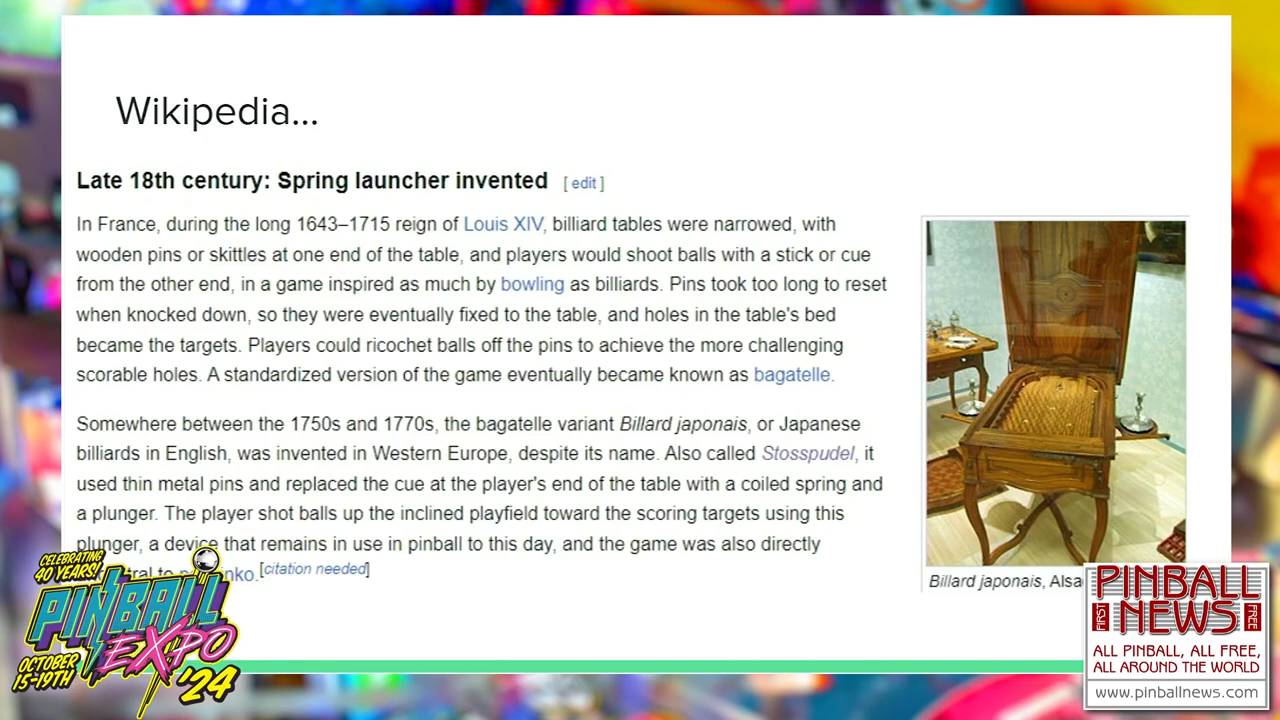 Wikipedia...
Late 18th century: Spring launcher invented [ edit ]
In France, during the long 1643–1715 reign of Louis XIV, billiard tables were narrowed, with
wooden pins or skittles at one end of the table, and players would shoot balls with a stick or cue
from the other end, in a game inspired as much by bowling as billiards. Pins took too long to reset
when knocked down, so they were eventually fixed to the table, and holes in the table's bed
became the targets. Players could ricochet balls off the pins to achieve the more challenging
scorable holes. A standardized version of the game eventually became known as bagatelle.
Somewhere between the 1750s and 1770s, the bagatelle variant Billard japonais, or Japanese
billiards in English, was invented in Western Europe, despite its name. Also called Stosspudel, it
used thin metal pins and replaced the cue at the player's end of the table with a coiled spring and
a plunger. The player shot balls up the inclined playfield toward the scoring targets using this
plunger, a device that remains in use in pinball to this day, and the game was also directly
to [citation needed]
Billard japonais,
CELEBRATING
40 YEARS!
PINBALL
EXPO
OCTOBER
15-19TH
'24
PINBALL
FIRST NEWS FREE
ALL PINBALL, ALL FREE,
ALL AROUND THE WORLD
www.pinballnews.com